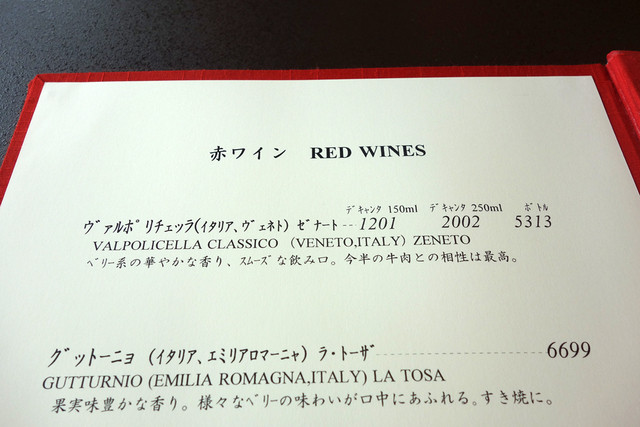 赤ワイン RED WINES
ﾃﾞｷｬﾝﾀ 150ml ﾃﾞｷｬﾝﾀ 250ml ﾎﾞﾄﾙ
ヴァルポリチェッラ(イタリア、ヴェネト) ゼナート -- 1201 2002 5313
VALPOLICELLA CLASSICO (VENETO,ITALY) ZENETO
ベリー系の華やかな香り、スムーズな飲み口。今半の牛肉との相性は最高。
グットーニョ (イタリア、エミリアロマーニャ) ラ・トーザ -------------------- 6699
GUTTURNIO (EMILIA ROMAGNA,ITALY) LA TOSA
果実味豊かな香り。様々なベリーの味わいが口中にあふれる。すき焼に。